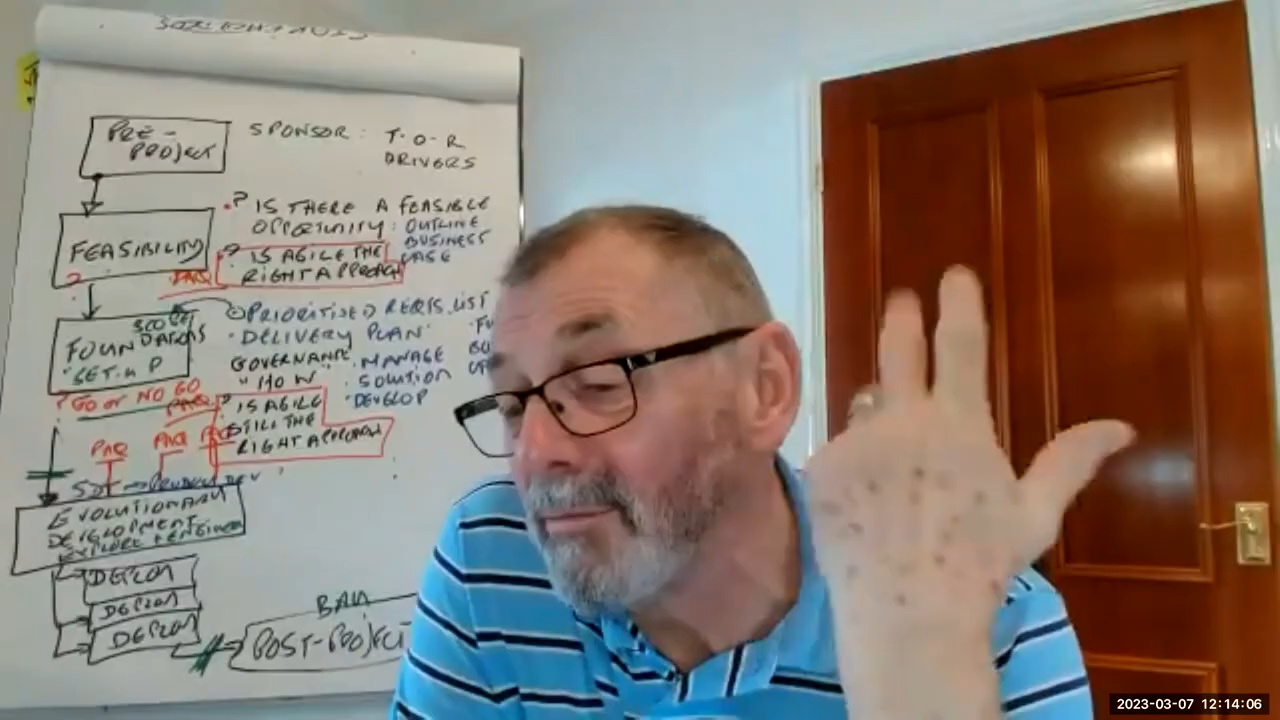 PRE-
PROJECT
SPONSOR: T.O.R
DRIVERS
FEASIBILITY
? IS THERE A FEASIBLE
OPPORTUNITY: OUTLINE
BUSINESS
CASE
? IS AGILE THE
RIGHT APPROACH
?
PAQ
FOUNDATIONS
SET UP
PRIORITISED REQTS LIST
DELIVERY PLAN
GOVERNANCE
"HOW"
MANAGE
SOLUTION
DEVELOP
? GO or NO GO
PAQ
? IS AGILE
STILL THE
RIGHT APPROACH
PAQ PAQ
EVOLUTIONARY
DEVELOPMENT
DEPLOY
DEPLOY
DEPLOY
BAU
POST-PROJECT
2023-03-07 12:14:06